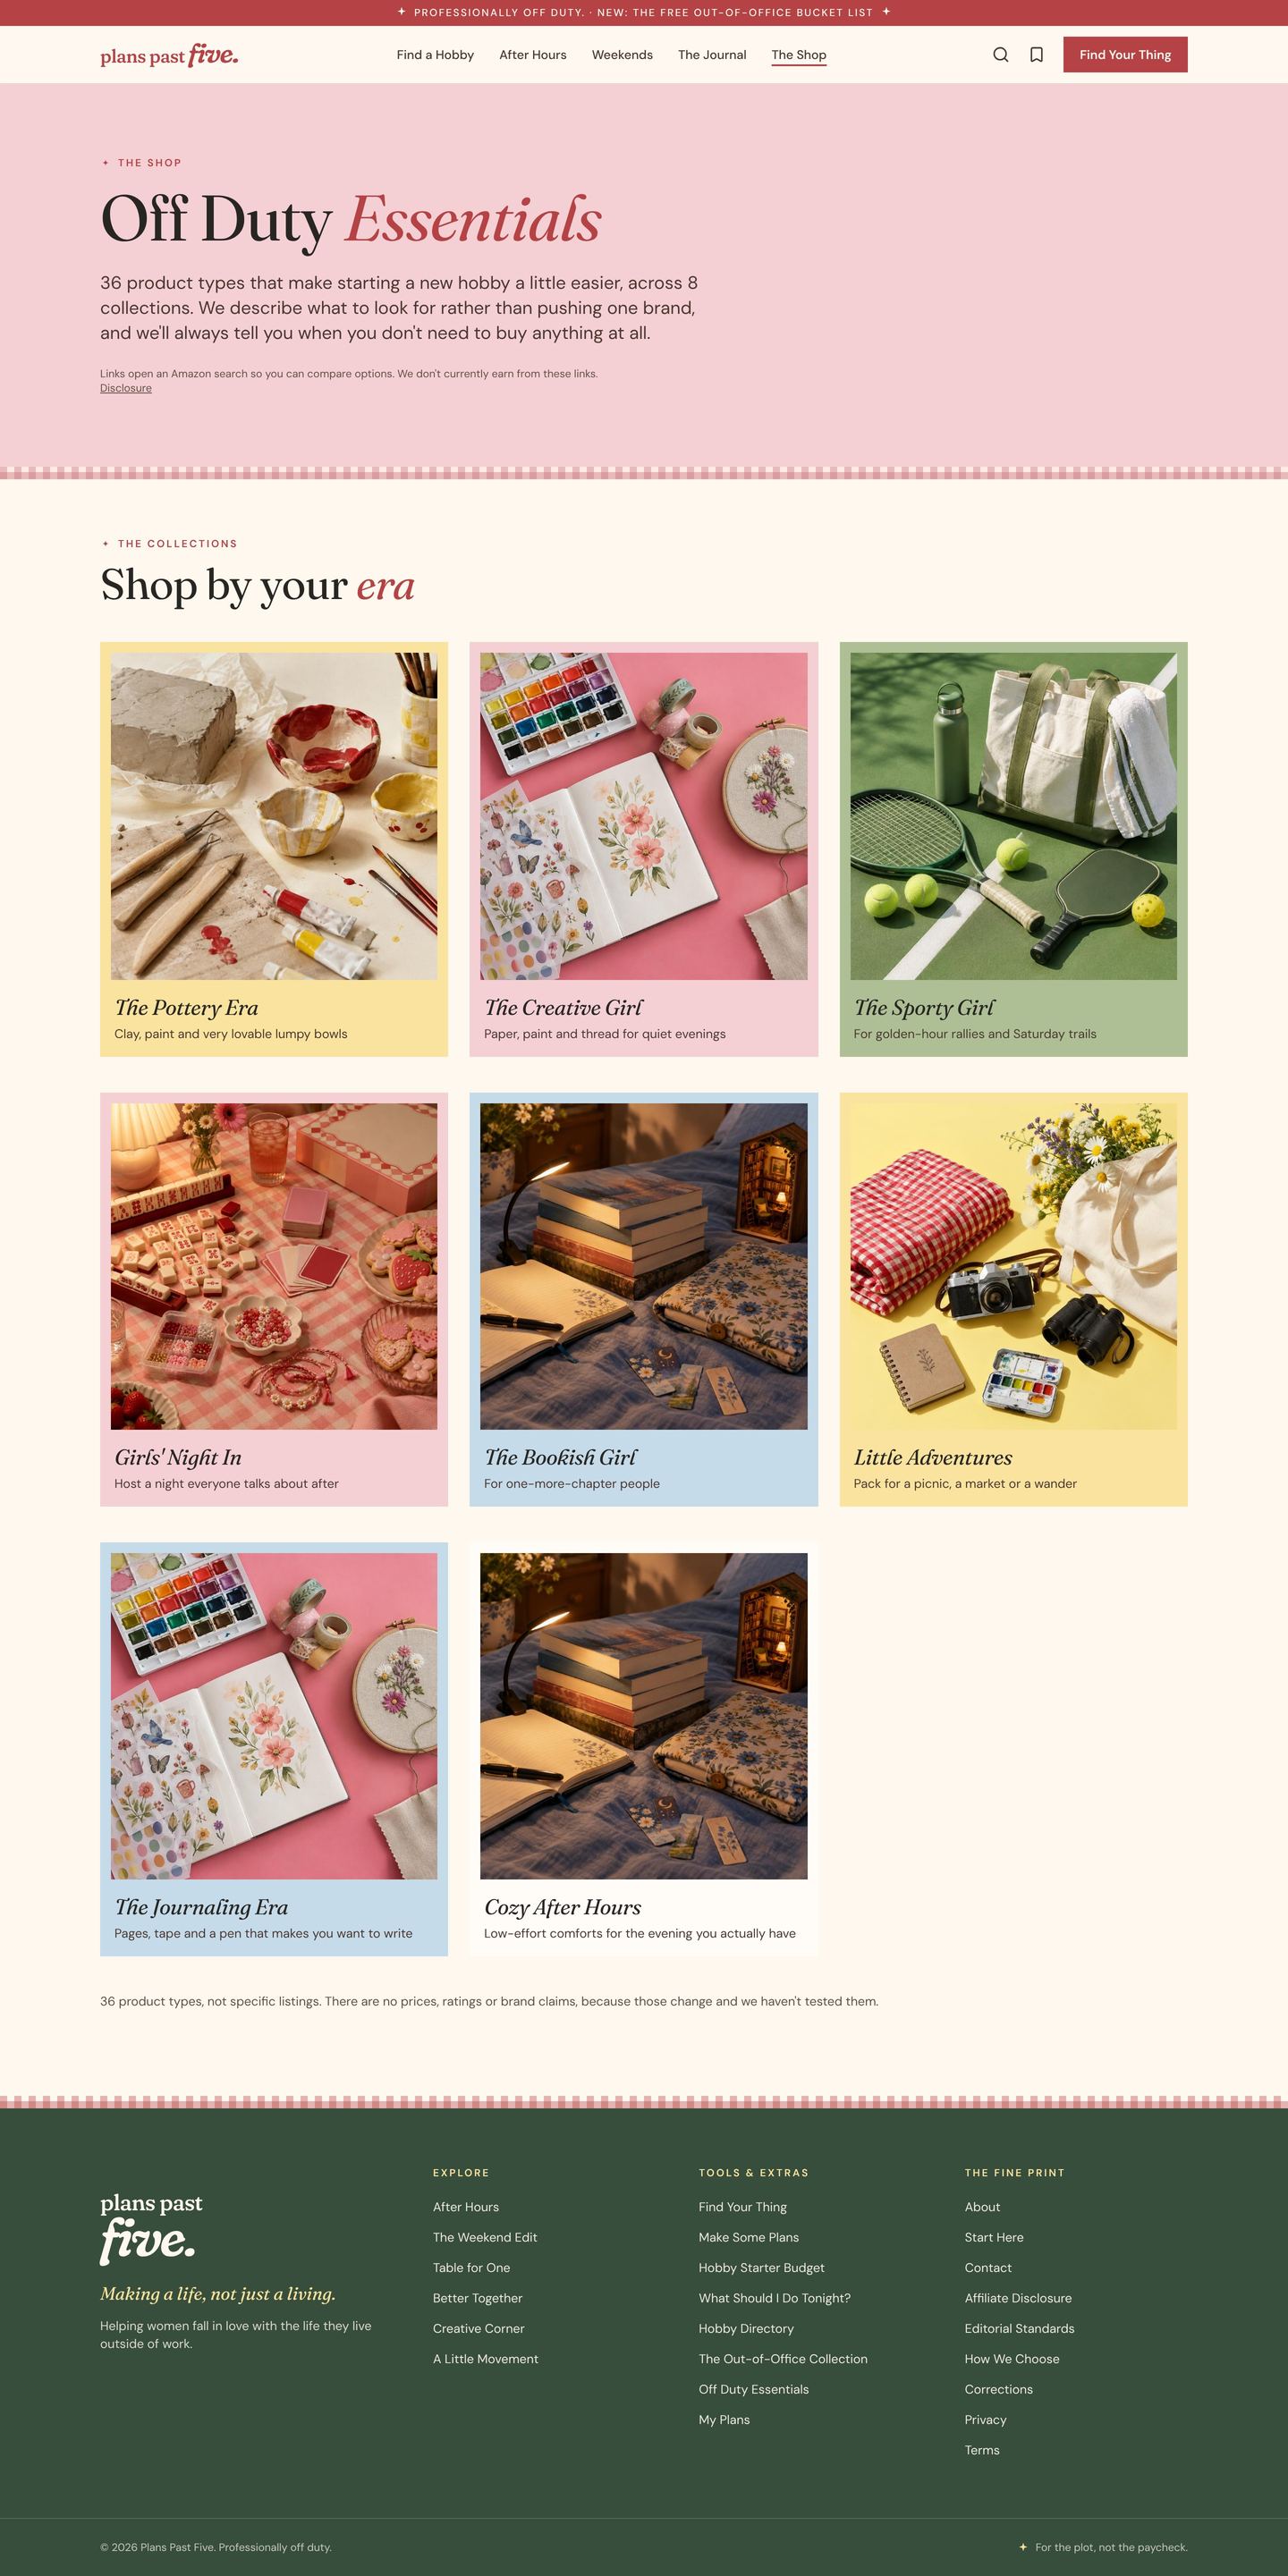 PROFESSIONALLY OFF DUTY. · NEW: THE FREE OUT-OF-OFFICE BUCKET LIST
plans past five.
Find a Hobby
After Hours
Weekends
The Journal
The Shop
Find Your Thing
THE SHOP
Off Duty Essentials
36 product types that make starting a new hobby a little easier, across 8
collections. We describe what to look for rather than pushing one brand,
and we'll always tell you when you don't need to buy anything at all.
Links open an Amazon search so you can compare options. We don't currently earn from these links.
Disclosure
THE COLLECTIONS
Shop by your era
The Pottery Era
Clay, paint and very lovable lumpy bowls
The Creative Girl
Paper, paint and thread for quiet evenings
The Sporty Girl
For golden-hour rallies and Saturday trails
Girls' Night In
Host a night everyone talks about after
The Bookish Girl
For one-more-chapter people
Little Adventures
Pack for a picnic, a market or a wander
The Journaling Era
Pages, tape and a pen that makes you want to write
Cozy After Hours
Low-effort comforts for the evening you actually have
36 product types, not specific listings. There are no prices, ratings or brand claims, because those change and we haven't tested them.
plans past
five.
Making a life, not just a living.
Helping women fall in love with the life they live
outside of work.
EXPLORE
After Hours
The Weekend Edit
Table for One
Better Together
Creative Corner
A Little Movement
TOOLS & EXTRAS
Find Your Thing
Make Some Plans
Hobby Starter Budget
What Should I Do Tonight?
Hobby Directory
The Out-of-Office Collection
Off Duty Essentials
My Plans
THE FINE PRINT
About
Start Here
Contact
Affiliate Disclosure
Editorial Standards
How We Choose
Corrections
Privacy
Terms
© 2026 Plans Past Five. Professionally off duty.
For the plot, not the paycheck.